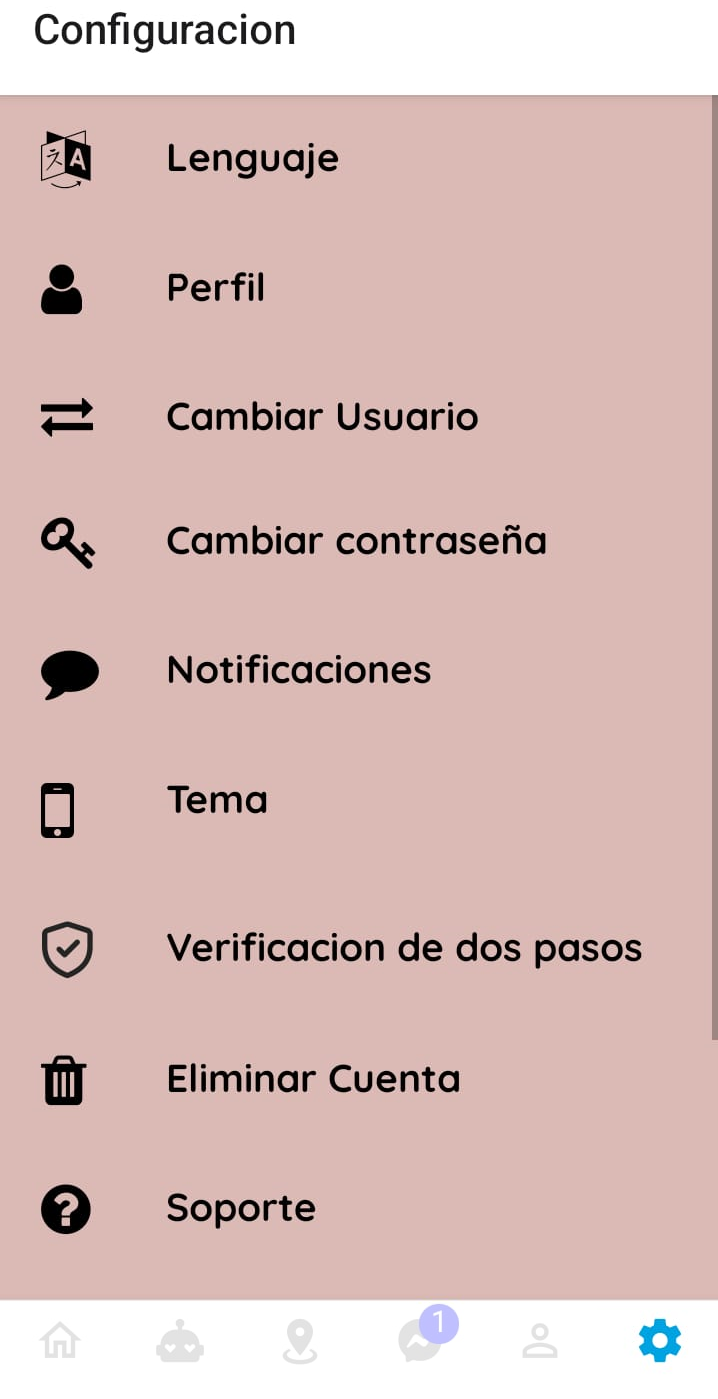 Configuracion
Lenguaje
Perfil
Cambiar Usuario
Cambiar contraseña
Notificaciones
Tema
Verificacion de dos pasos
Eliminar Cuenta
Soporte
1